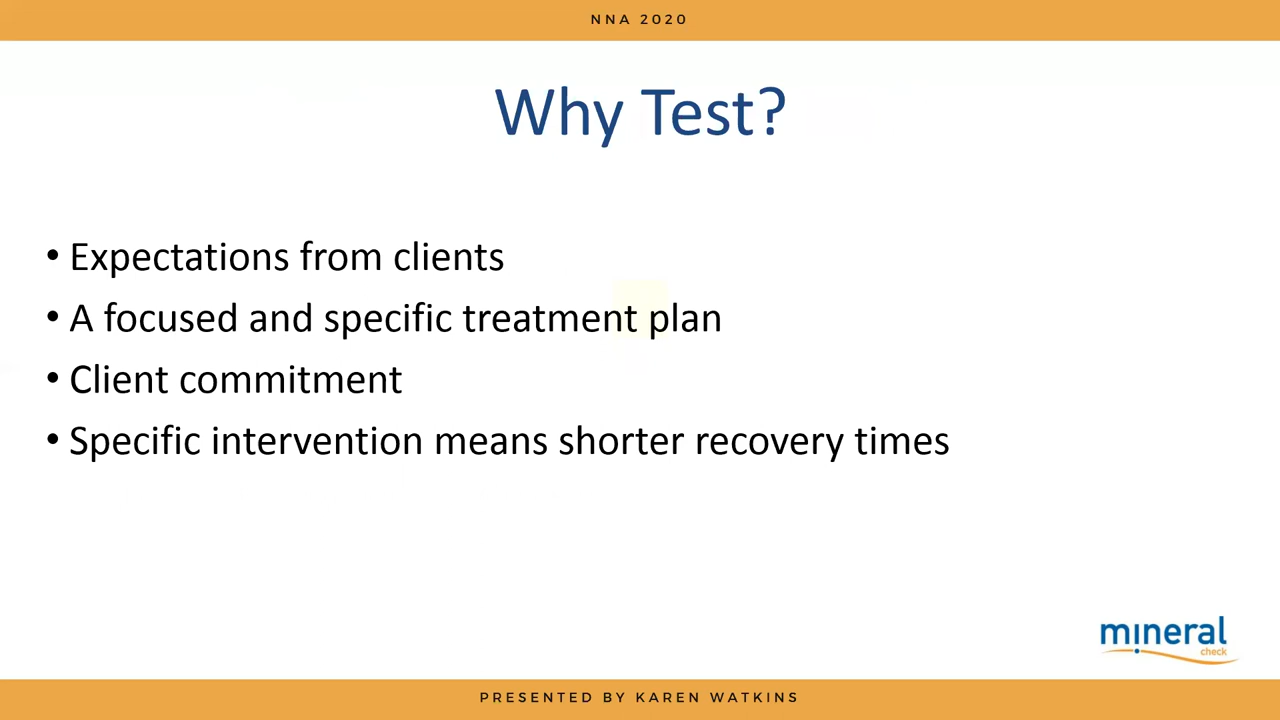 NNA 2020
Why Test?
• Expectations from clients
• A focused and specific treatment plan
• Client commitment
• Specific intervention means shorter recovery times
mineral
check
PRESENTED BY KAREN WATKINS